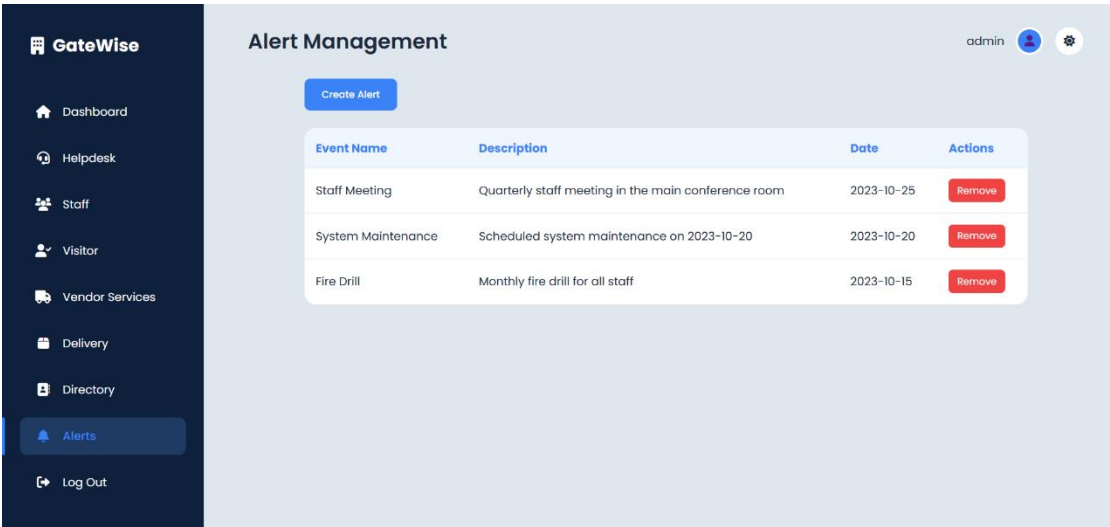 GateWise
Dashboard
Helpdesk
Staff
Visitor
Vendor Services
Delivery
Directory
Alerts
Log Out
Alert Management
admin
Create Alert
Event Name Description Date Actions
Staff Meeting Quarterly staff meeting in the main conference room 2023-10-25 Remove
System Maintenance Scheduled system maintenance on 2023-10-20 2023-10-20 Remove
Fire Drill Monthly fire drill for all staff 2023-10-15 Remove